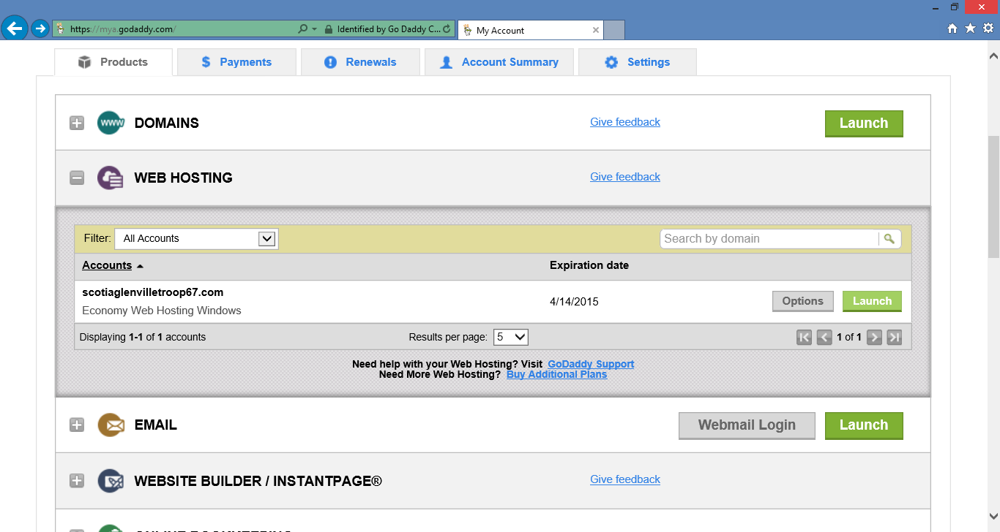 https://mya.godaddy.com/
Identified by Go Daddy C...
My Account
Products
Payments
Renewals
Account Summary
Settings
www DOMAINS Give feedback Launch
WEB HOSTING Give feedback
Filter: All Accounts Search by domain
Accounts Expiration date
scotiaglenvilletroop67.com
Economy Web Hosting Windows
4/14/2015 Options Launch
Displaying 1-1 of 1 accounts Results per page: 5 1 of 1
Need help with your Web Hosting? Visit GoDaddy Support
Need More Web Hosting? Buy Additional Plans
EMAIL Webmail Login Launch
WEBSITE BUILDER / INSTANTPAGE® Give feedback